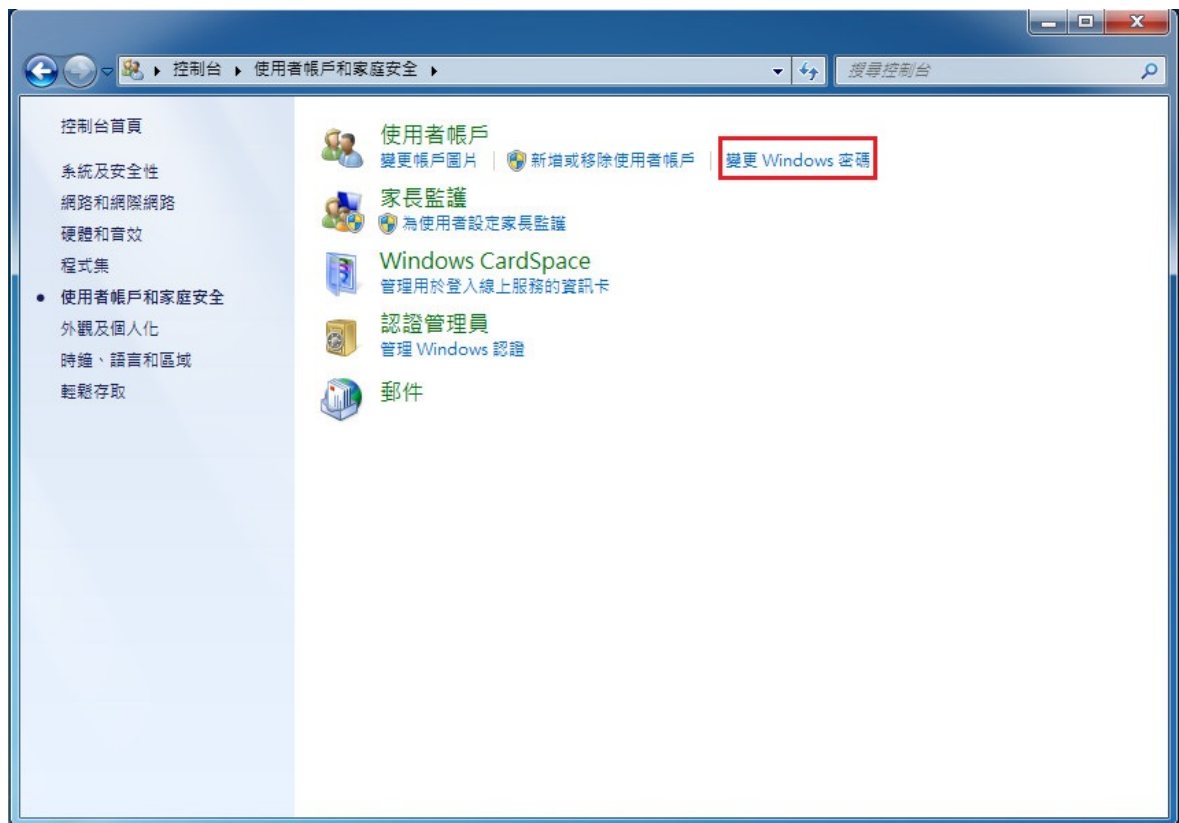 控制台 ▸ 使用者帳戶和家庭安全 ▸
搜尋控制台
控制台首頁
系統及安全性
網路和網際網路
硬體和音效
程式集
使用者帳戶和家庭安全
外觀及個人化
時鐘、語言和區域
輕鬆存取
使用者帳戶
變更帳戶圖片 | 新增或移除使用者帳戶 | 變更 Windows 密碼
家長監護
為使用者設定家長監護
Windows CardSpace
管理用於登入線上服務的資訊卡
認證管理員
管理 Windows 認證
郵件